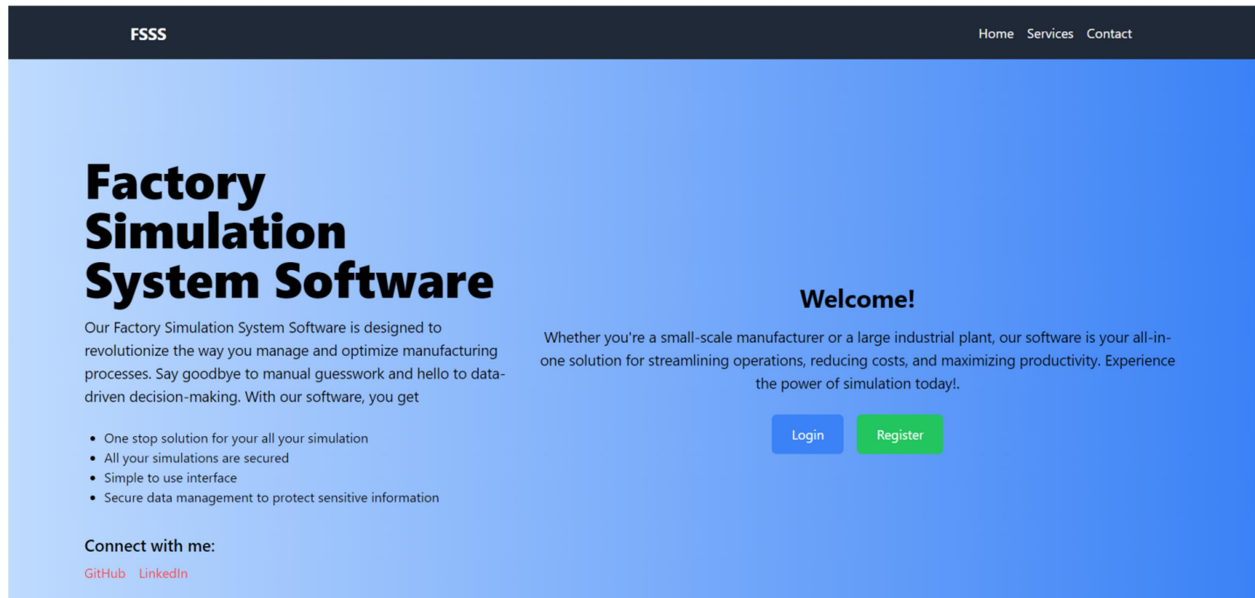 FSSS
Home Services Contact
Factory
Simulation
System Software
Our Factory Simulation System Software is designed to
revolutionize the way you manage and optimize manufacturing
processes. Say goodbye to manual guesswork and hello to data-
driven decision-making. With our software, you get
One stop solution for your all your simulation
All your simulations are secured
Simple to use interface
Secure data management to protect sensitive information
Connect with me:
GitHub LinkedIn
Welcome!
Whether you're a small-scale manufacturer or a large industrial plant, our software is your all-in-
one solution for streamlining operations, reducing costs, and maximizing productivity. Experience
the power of simulation today!.
Login Register